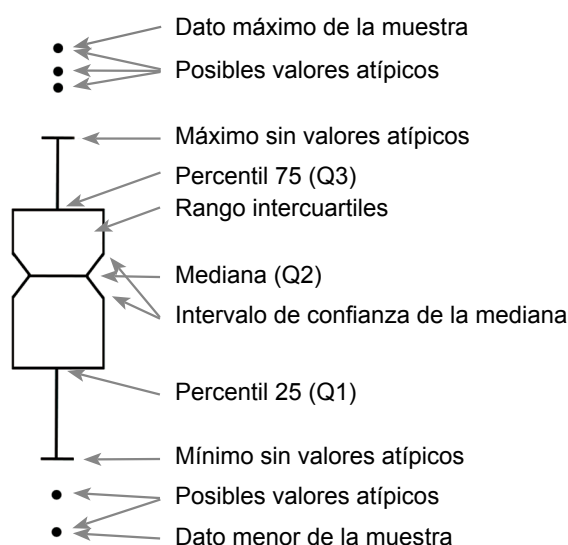 Dato máximo de la muestra
Posibles valores atípicos
Máximo sin valores atípicos
Percentil 75 (Q3)
Rango intercuartiles
Mediana (Q2)
Intervalo de confianza de la mediana
Percentil 25 (Q1)
Mínimo sin valores atípicos
Posibles valores atípicos
Dato menor de la muestra